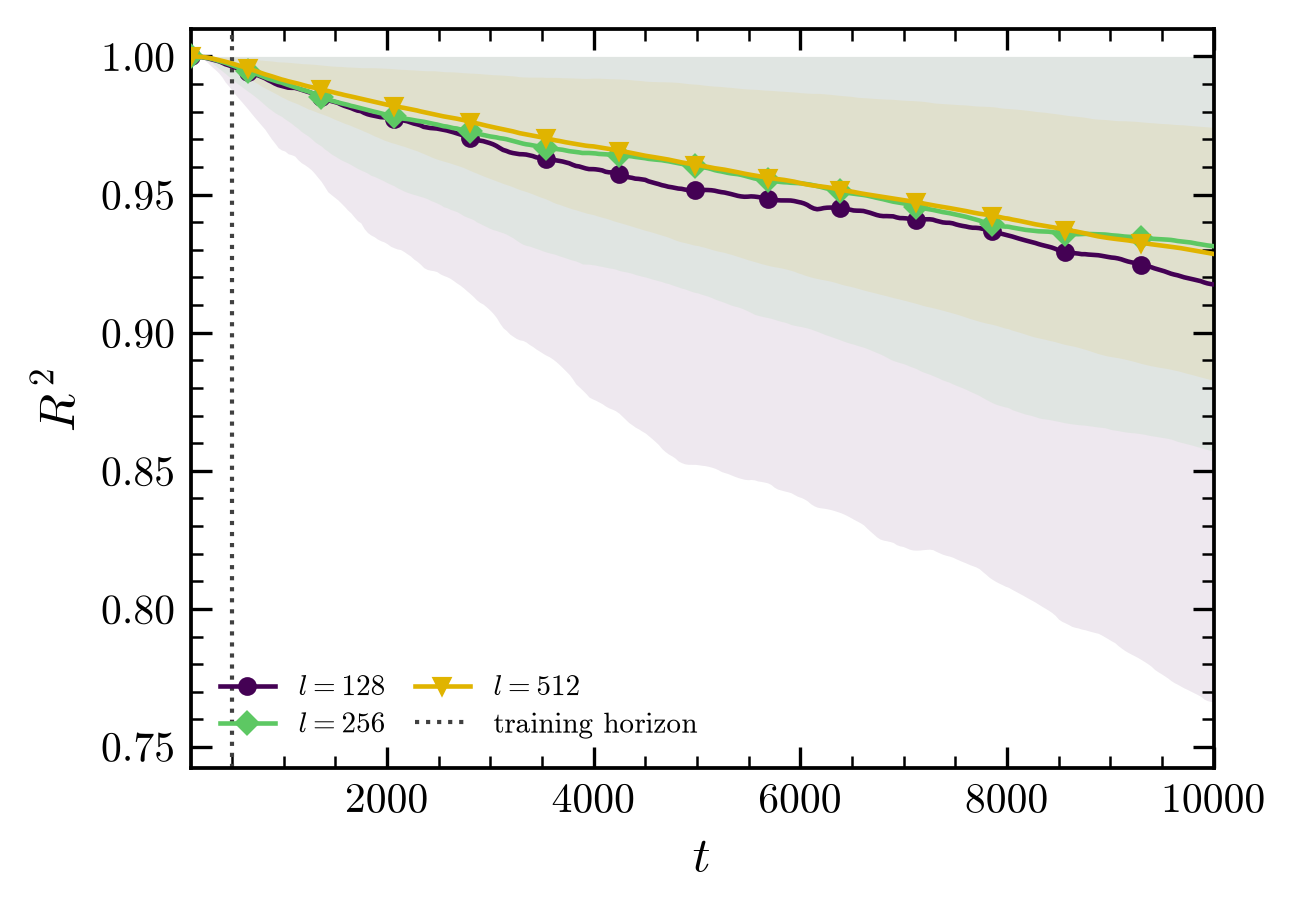 1.00
0.95
0.90
0.85
0.80
0.75
R²
l = 128
l = 256
l = 512
training horizon
2000 4000 6000 8000 10000
t